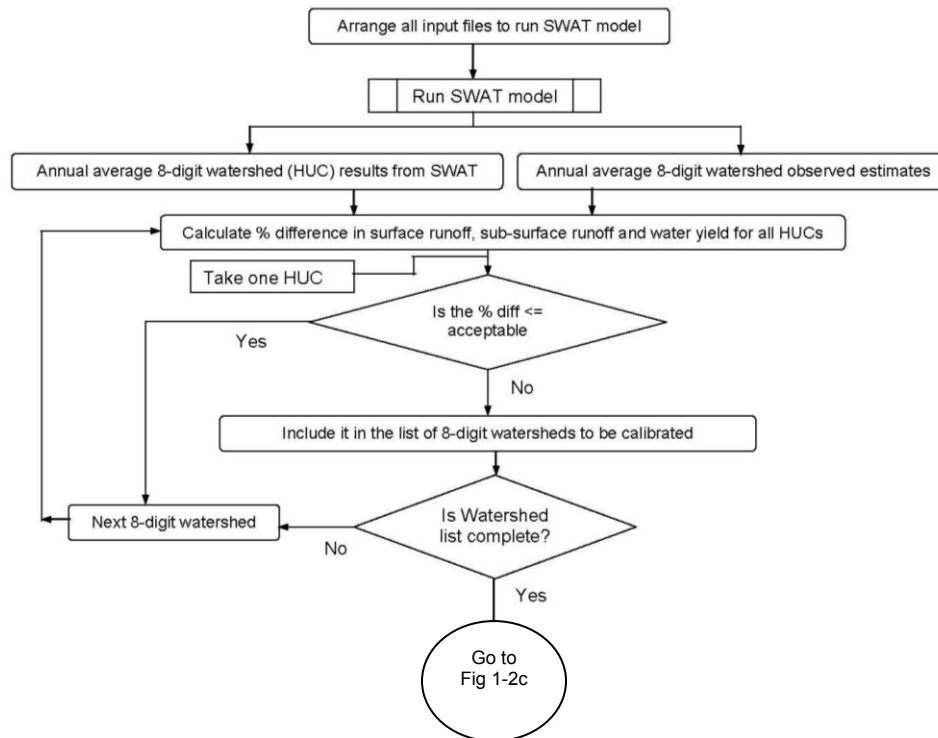 Arrange all input files to run SWAT model
Run SWAT model
Annual average 8-digit watershed (HUC) results from SWAT
Annual average 8-digit watershed observed estimates
Calculate % difference in surface runoff, sub-surface runoff and water yield for all HUCs
Take one HUC
Is the % diff <=
acceptable
Yes
No
Include it in the list of 8-digit watersheds to be calibrated
Is Watershed
list complete?
Next 8-digit watershed
No
Yes
Go to
Fig 1-2c